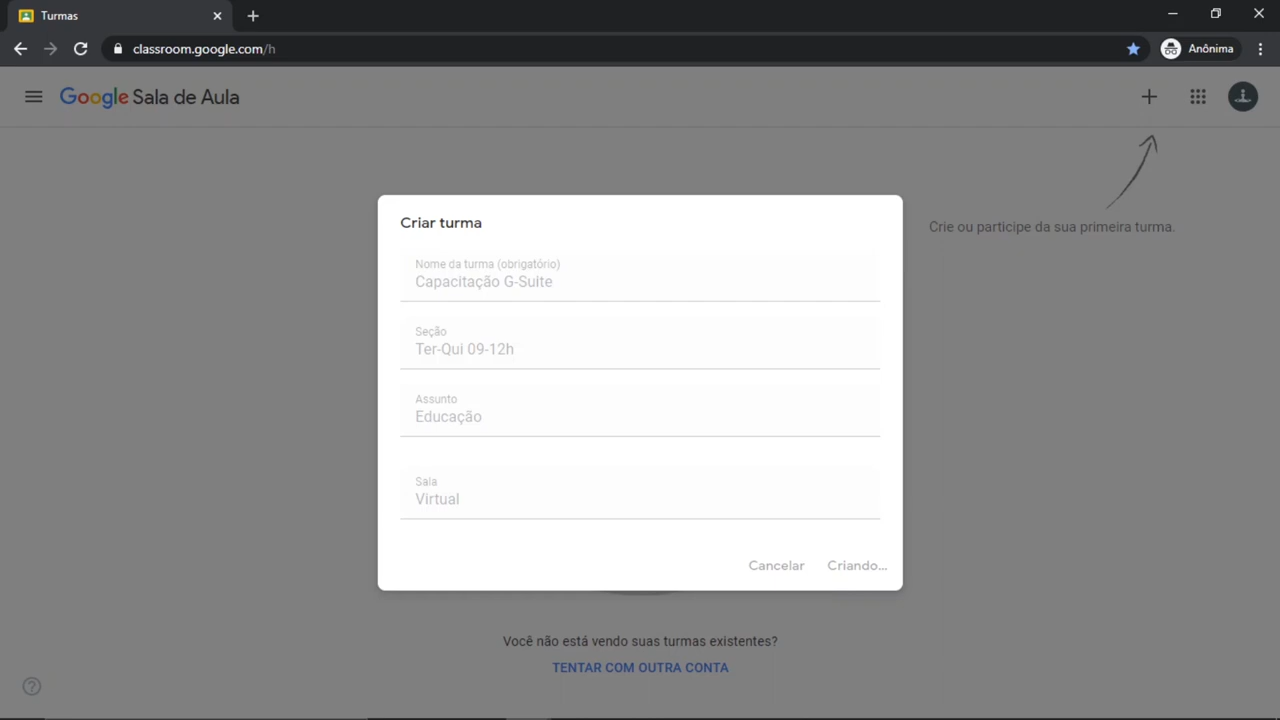 Turmas
classroom.google.com/h
Anônima
Google Sala de Aula
Crie ou participe da sua primeira turma.
Criar turma
Nome da turma (obrigatório)
Capacitação G-Suite
Seção
Ter-Qui 09-12h
Assunto
Educação
Sala
Virtual
Cancelar Criando...
Você não está vendo suas turmas existentes?
TENTAR COM OUTRA CONTA